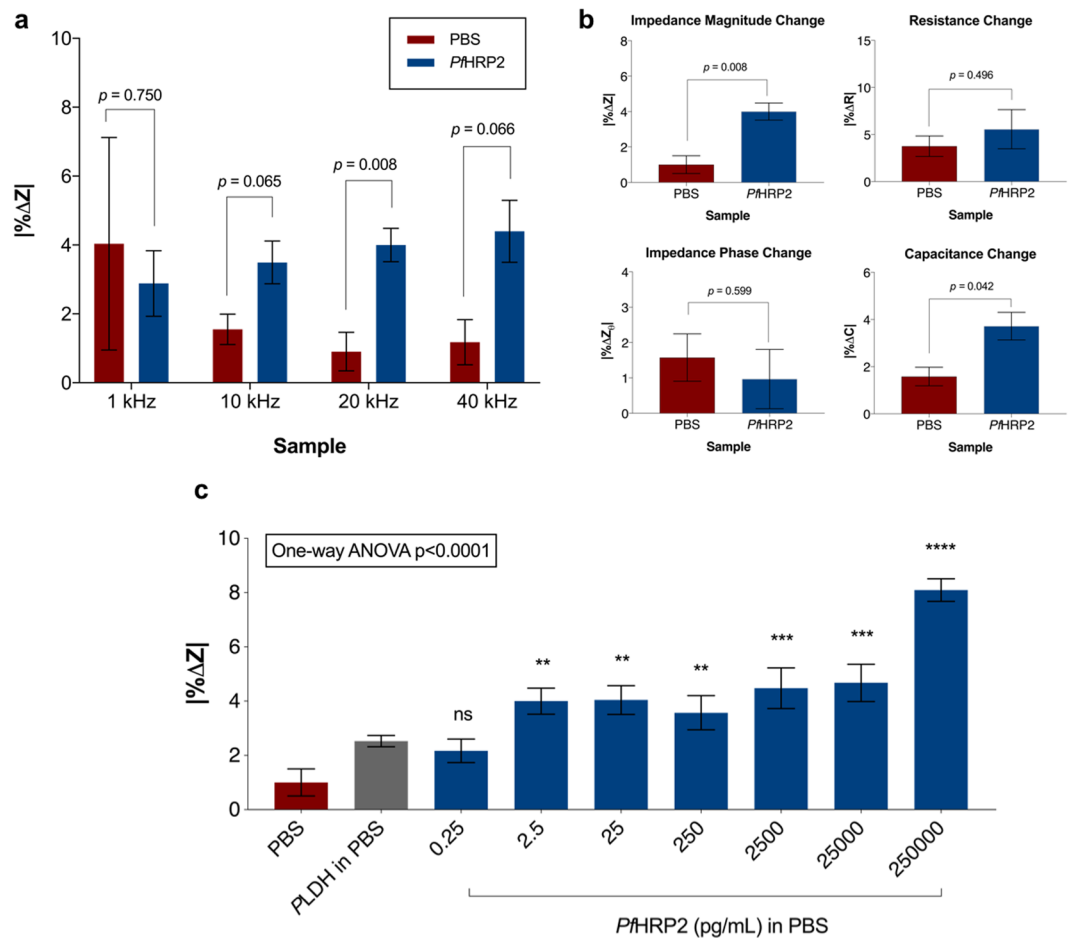 a
PBS
PfHRP2
p = 0.750
p = 0.065
p = 0.008
p = 0.066
|%ΔZ|
10
8
6
4
2
0
1 kHz
10 kHz
20 kHz
40 kHz
Sample
b
Impedance Magnitude Change
|%ΔZ|
8
6
4
2
0
p = 0.008
PBS
PfHRP2
Sample
Resistance Change
|%ΔR|
15
10
5
0
p = 0.496
PBS
PfHRP2
Sample
Impedance Phase Change
|%ΔZθ|
4
3
2
1
0
p = 0.599
PBS
PfHRP2
Sample
Capacitance Change
|%ΔC|
6
4
2
0
p = 0.042
PBS
PfHRP2
Sample
c
One-way ANOVA p<0.0001
|%ΔZ|
10
8
6
4
2
0
ns
**
**
**
***
***
****
PBS
PLDH in PBS
0.25
2.5
25
250
2500
25000
250000
PfHRP2 (pg/mL) in PBS